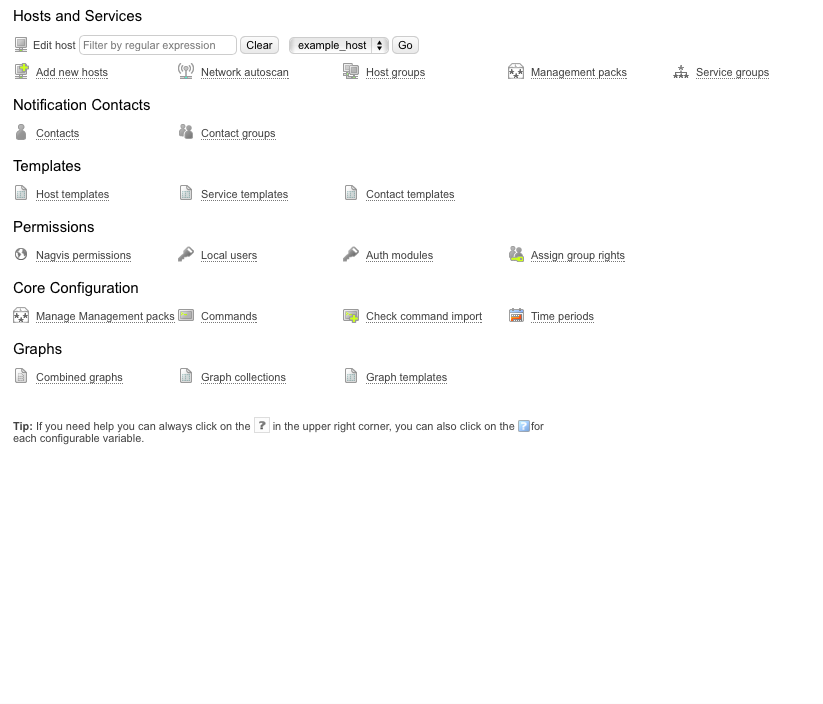 Hosts and Services
Edit host Filter by regular expression Clear example_host Go
Add new hosts Network autoscan Host groups Management packs Service groups
Notification Contacts
Contacts Contact groups
Templates
Host templates Service templates Contact templates
Permissions
Nagvis permissions Local users Auth modules Assign group rights
Core Configuration
Manage Management packs Commands Check command import Time periods
Graphs
Combined graphs Graph collections Graph templates
Tip: If you need help you can always click on the ? in the upper right corner, you can also click on the ? for
each configurable variable.